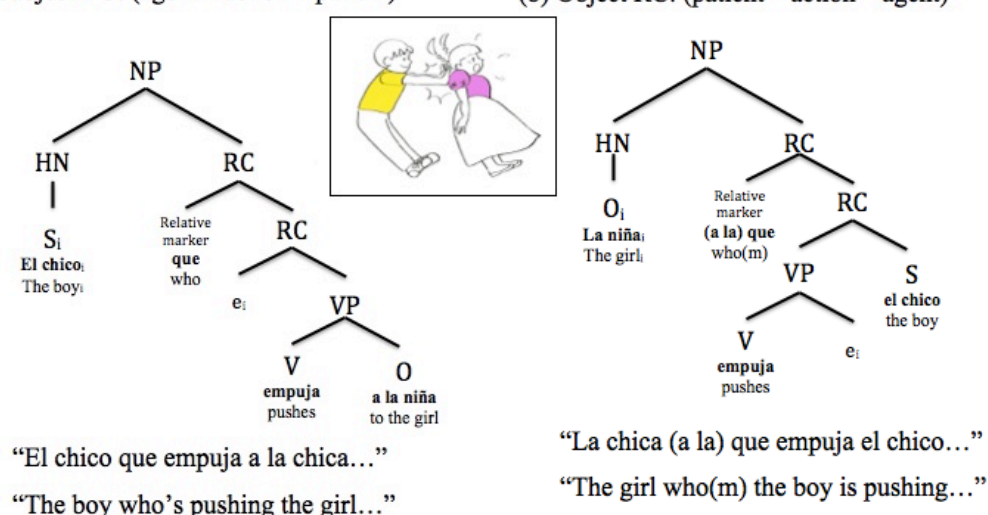 NP
HN
RC
Sᵢ
El chicoᵢ
The boyᵢ
Relative
marker
que
who
RC
eᵢ
VP
V
empuja
pushes
O
a la niña
to the girl
“El chico que empuja a la chica…”
“The boy who’s pushing the girl…”
Object RC: (patient – action – agent)
NP
HN
RC
Oᵢ
La niñaᵢ
The girlᵢ
Relative
marker
(a la) que
who(m)
RC
VP
S
el chico
the boy
V
empuja
pushes
eᵢ
“La chica (a la) que empuja el chico…”
“The girl who(m) the boy is pushing…”